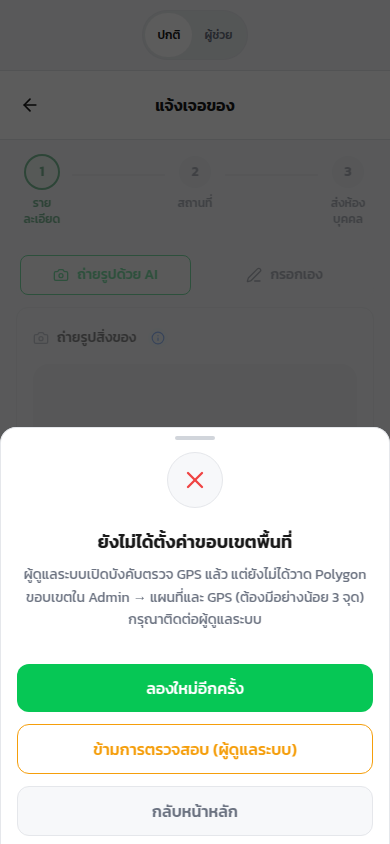 ปกติ ผู้ช่วย
แจ้งเจอของ
1 2 3
ราย
ละเอียด
สถานที่
ส่งห้อง
บุคคล
ถ่ายรูปด้วย AI กรอกเอง
ถ่ายรูปสิ่งของ
ยังไม่ได้ตั้งค่าขอบเขตพื้นที่
ผู้ดูแลระบบเปิดบังคับตรวจ GPS แล้ว แต่ยังไม่ได้วาด Polygon
ขอบเขตใน Admin → แผนที่และ GPS (ต้องมีอย่างน้อย 3 จุด)
กรุณาติดต่อผู้ดูแลระบบ
ลองใหม่อีกครั้ง
ข้ามการตรวจสอบ (ผู้ดูแลระบบ)
กลับหน้าหลัก